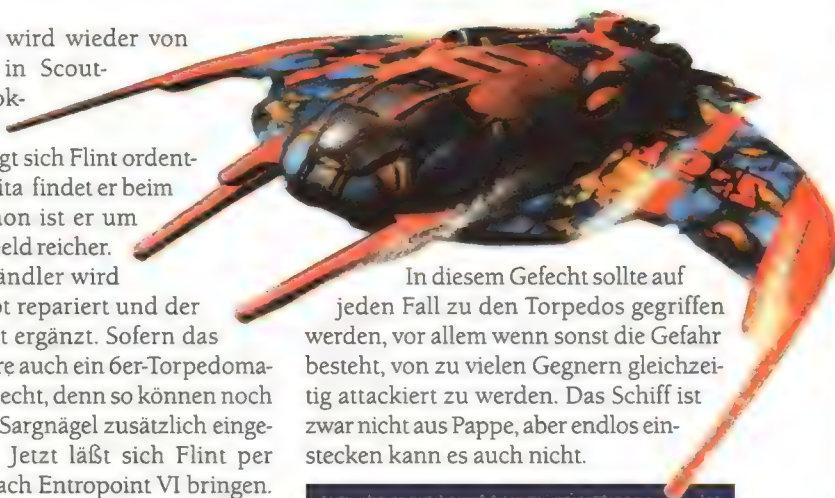 wird wieder von
in Scout-
ok-
gt sich Flint ordent-
ita findet er beim
on ist er um
eld reicher.
ändler wird
ot repariert und der
t ergänzt. Sofern das
re auch ein 6er-Torpedoma-
echt, denn so können noch
Sargnägel zusätzlich einge-
Jetzt läßt sich Flint per
ach Entropoint VI bringen.
In diesem Gefecht sollte auf
jeden Fall zu den Torpedos gegriffen
werden, vor allem wenn sonst die Gefahr
besteht, von zu vielen Gegnern gleichzei-
tig attackiert zu werden. Das Schiff ist
zwar nicht aus Pappe, aber endlos ein-
stecken kann es auch nicht.